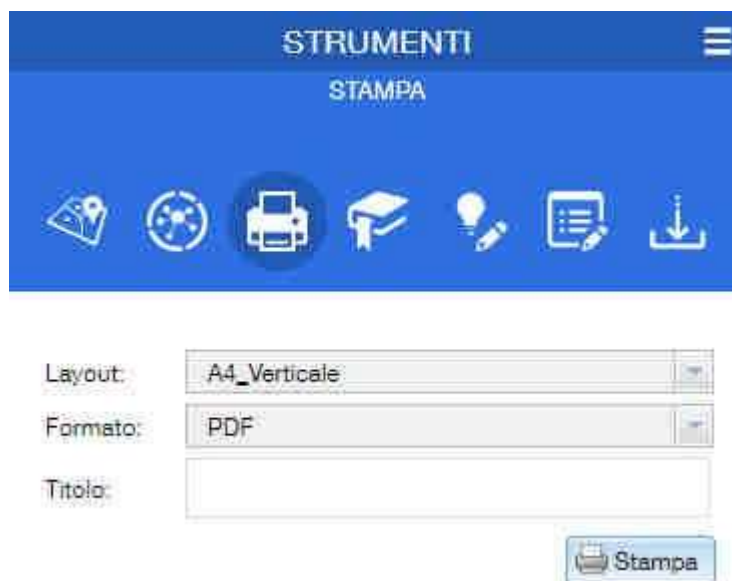 STRUMENTI
STAMPA
Layout: A4_Verticale
Formato: PDF
Titolo:
Stampa